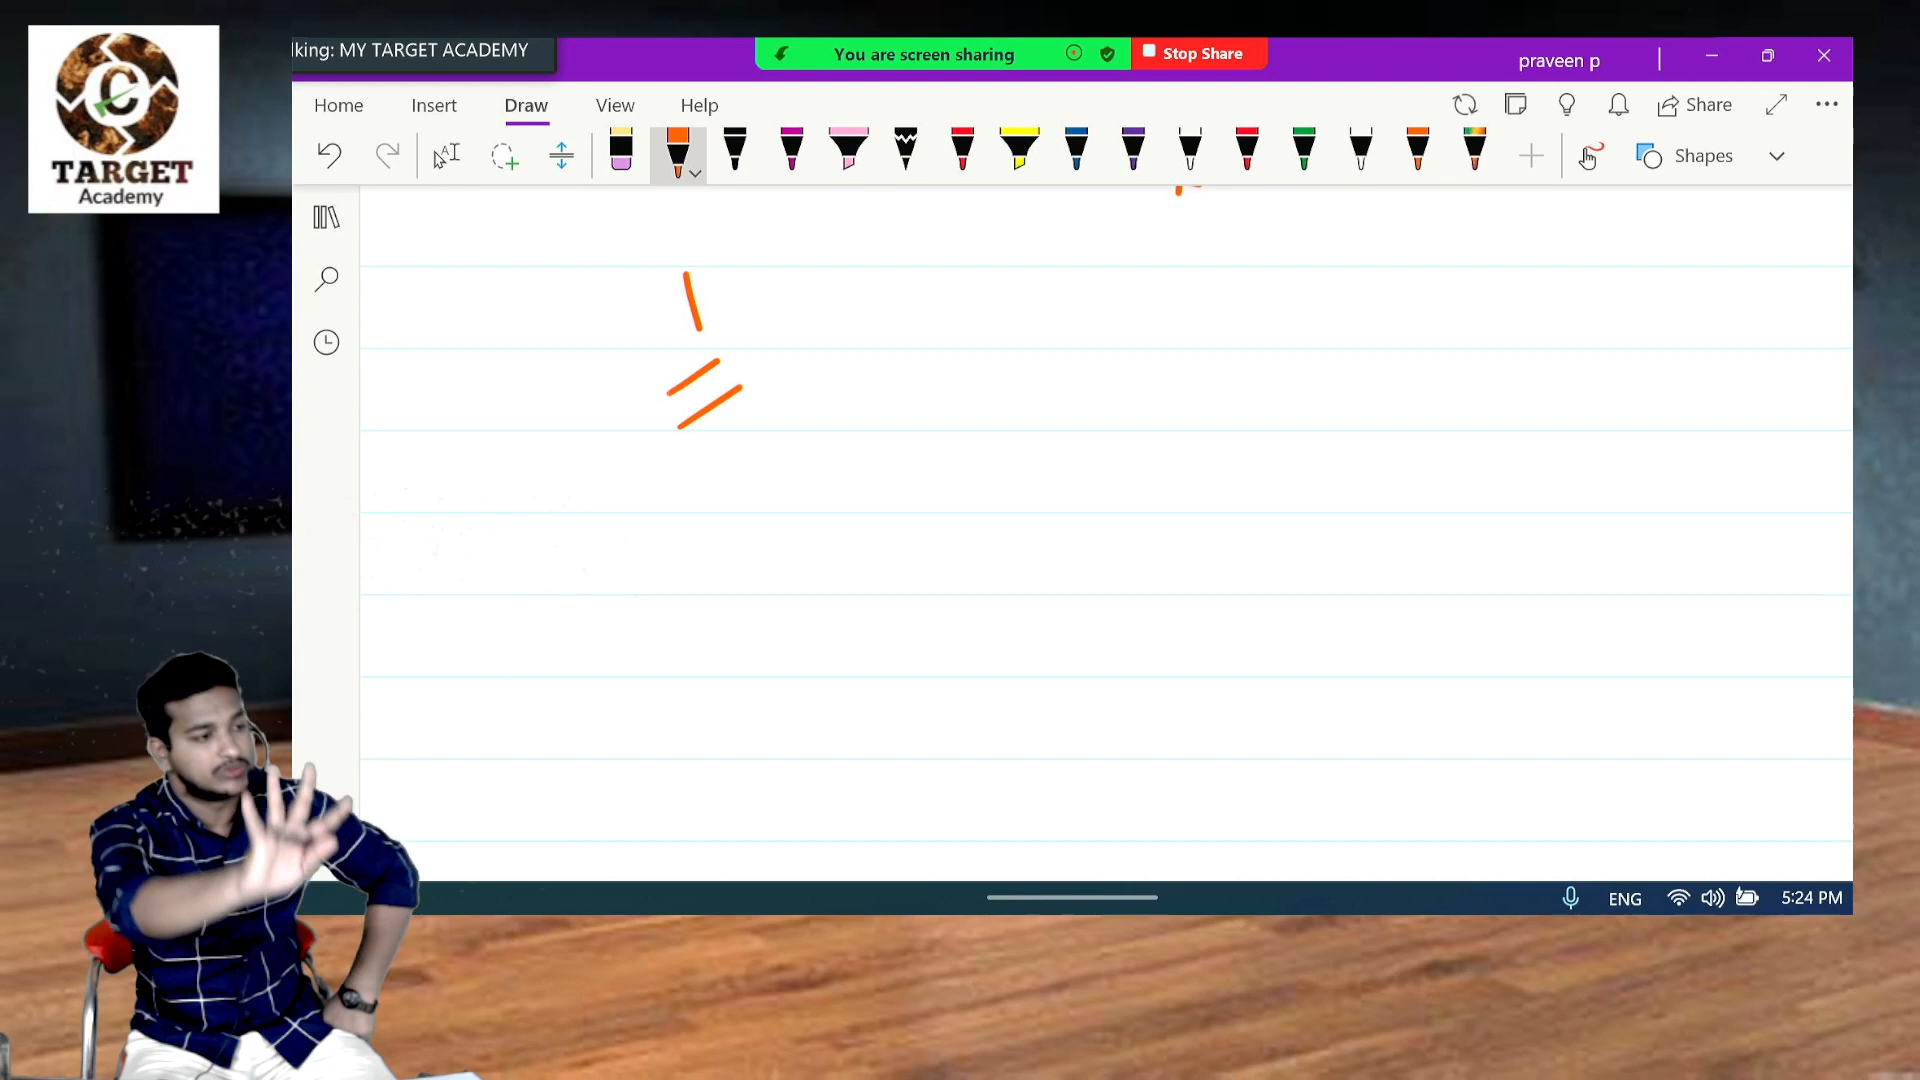 TARGET
Academy
lking: MY TARGET ACADEMY
You are screen sharing
Stop Share
praveen p
Home Insert Draw View Help
Share
Shapes
ENG 5:24 PM